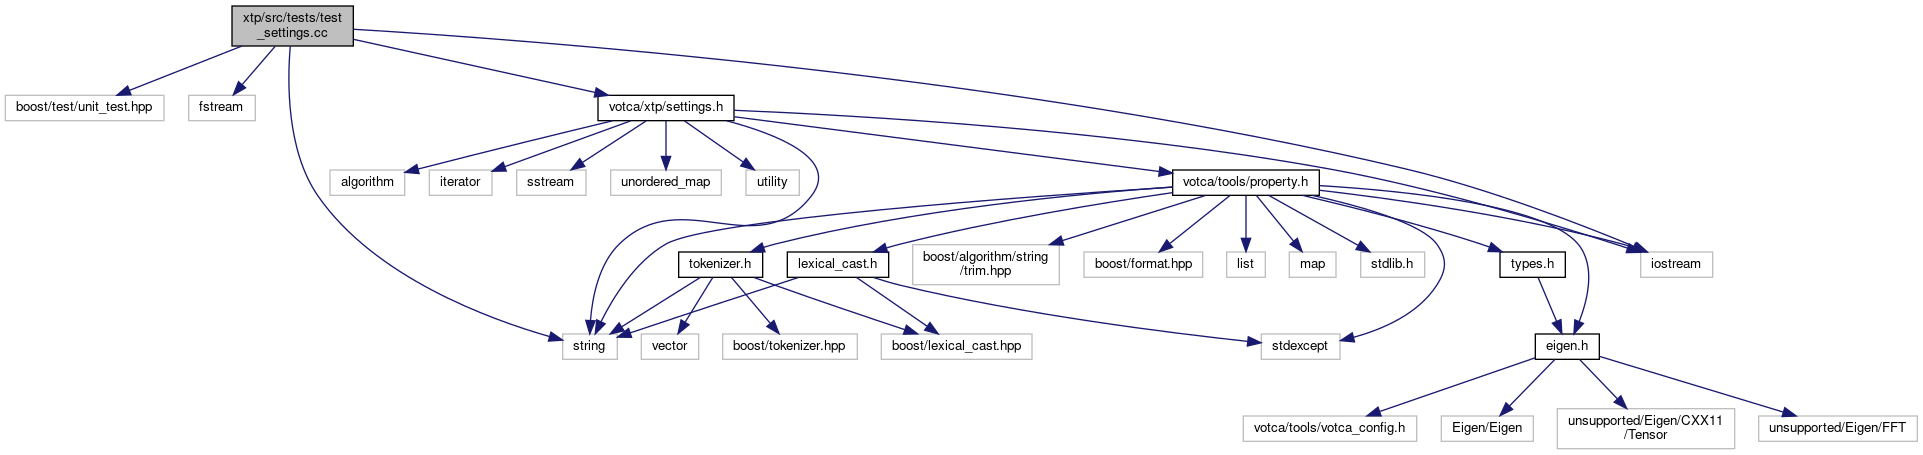 xtp/src/tests/test
_settings.cc
boost/test/unit_test.hpp
fstream
votca/xtp/settings.h
algorithm
iterator
sstream
unordered_map
utility
votca/tools/property.h
tokenizer.h
lexical_cast.h
boost/algorithm/string
/trim.hpp
boost/format.hpp
list
map
stdlib.h
types.h
iostream
string
vector
boost/tokenizer.hpp
boost/lexical_cast.hpp
stdexcept
eigen.h
votca/tools/votca_config.h
Eigen/Eigen
unsupported/Eigen/CXX11
/Tensor
unsupported/Eigen/FFT